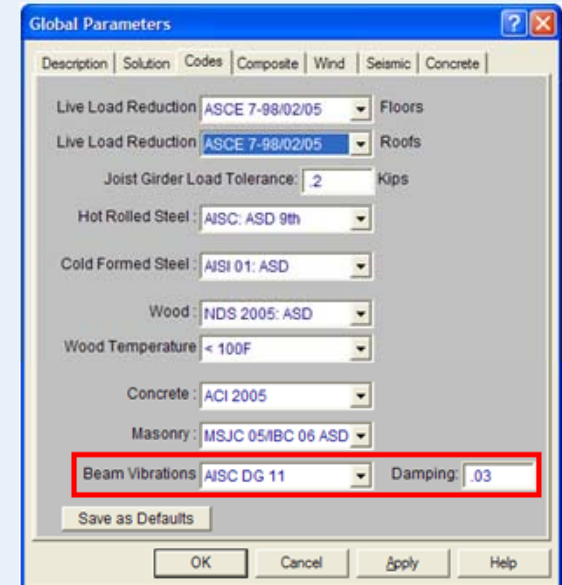 Global Parameters
Description Solution Codes Composite Wind Seismic Concrete
Live Load Reduction ASCE 7-98/02/05 Floors
Live Load Reduction ASCE 7-98/02/05 Roofs
Joist Girder Load Tolerance: .2 Kips
Hot Rolled Steel : AISC: ASD 9th
Cold Formed Steel : AISI 01: ASD
Wood : NDS 2005: ASD
Wood Temperature < 100F
Concrete : ACI 2005
Masonry : MSJC 05/IBC 06 ASD
Beam Vibrations AISC DG 11 Damping: .03
Save as Defaults
OK Cancel Apply Help